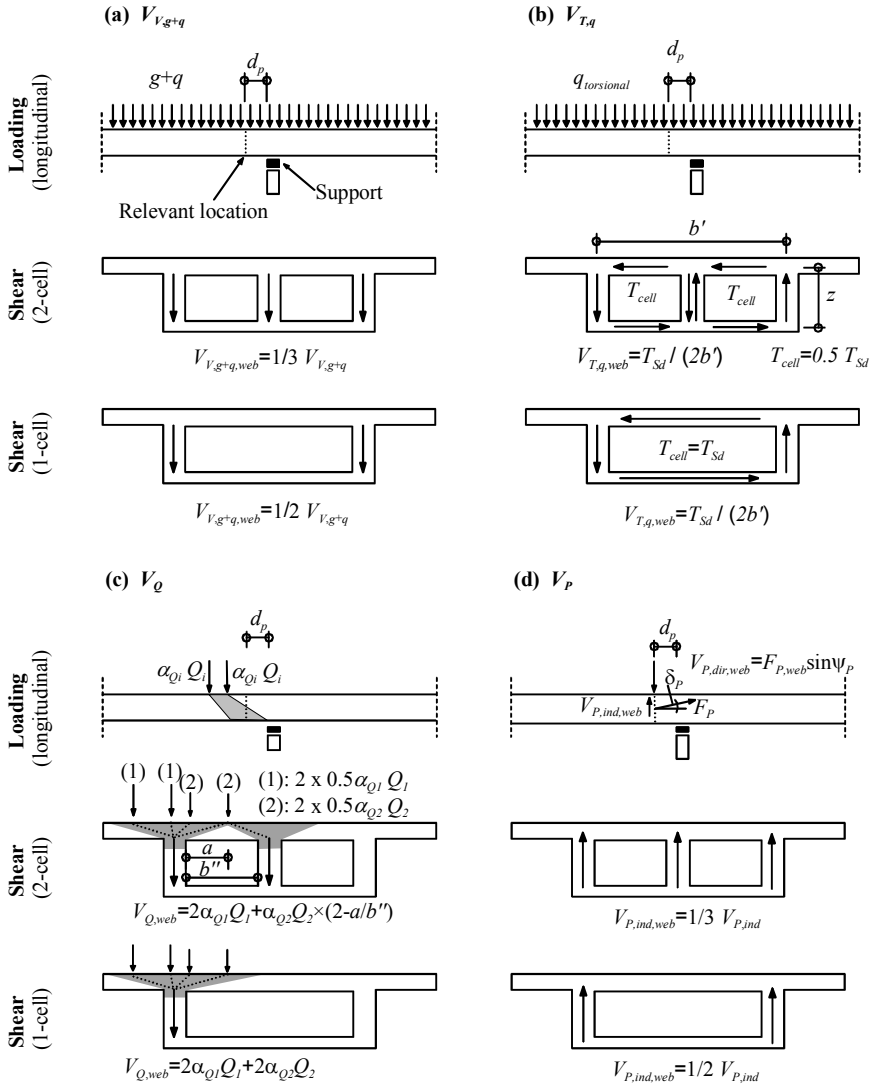 (a) V_{V,g+q}
d_p
g+q
Loading
(longitudinal)
Relevant location
Support
Shear
(2-cell)
V_{V,g+q,web}=1/3 V_{V,g+q}
Shear
(1-cell)
V_{V,g+q,web}=1/2 V_{V,g+q}
(b) V_{T,q}
d_p
q_{torsional}
b'
T_{cell}
T_{cell}
z
V_{T,q,web}=T_{Sd} / (2b')
T_{cell}=0.5 T_{Sd}
T_{cell}=T_{Sd}
V_{T,q,web}=T_{Sd} / (2b')
(c) V_Q
d_p
α_{Qi} Q_i
α_{Qi} Q_i
Loading
(longitudinal)
(1)
(1)
(2)
(2)
(1): 2 x 0.5α_{Q1} Q_1
(2): 2 x 0.5α_{Q2} Q_2
Shear
(2-cell)
a
b''
V_{Q,web}=2α_{Q1}Q_1+α_{Q2}Q_2×(2-a/b'')
Shear
(1-cell)
V_{Q,web}=2α_{Q1}Q_1+2α_{Q2}Q_2
(d) V_P
d_p
V_{P,dir,web}=F_{P,web}sinψ_P
δ_P
V_{P,ind,web}
F_P
V_{P,ind,web}=1/3 V_{P,ind}
V_{P,ind,web}=1/2 V_{P,ind}